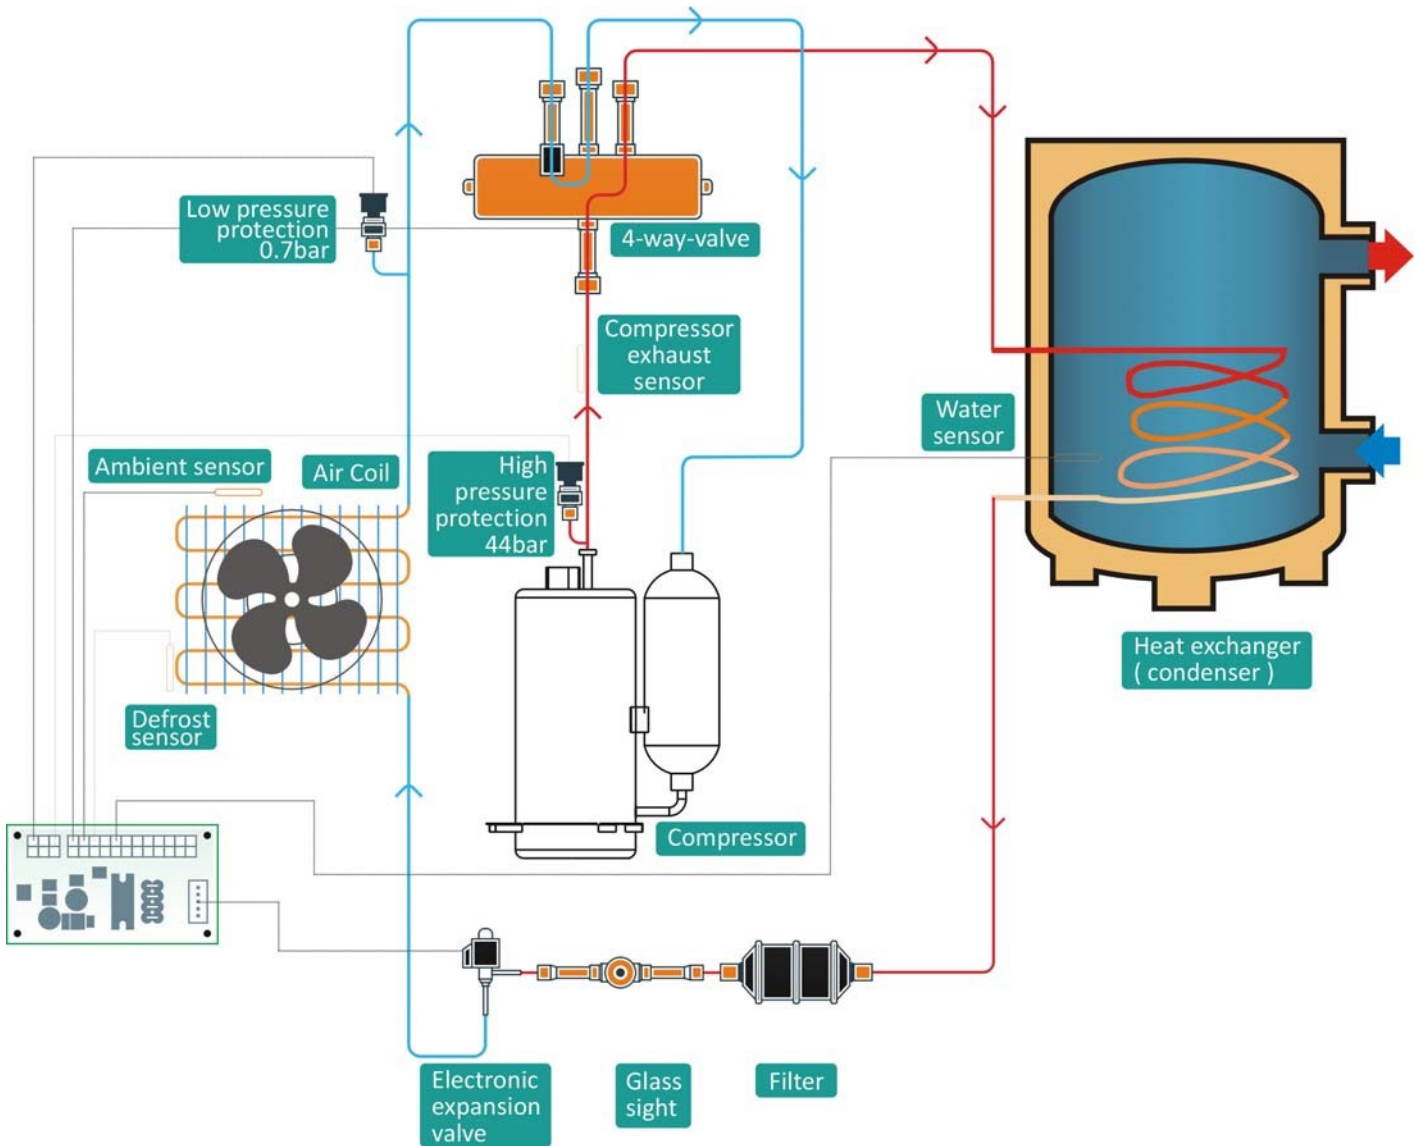 Low pressure
protection
0.7bar
4-way-valve
Compressor
exhaust
sensor
Water
sensor
Ambient sensor
Air Coil
High
pressure
protection
44bar
Defrost
sensor
Heat exchanger
( condenser )
Compressor
Electronic
expansion
valve
Glass
sight
Filter